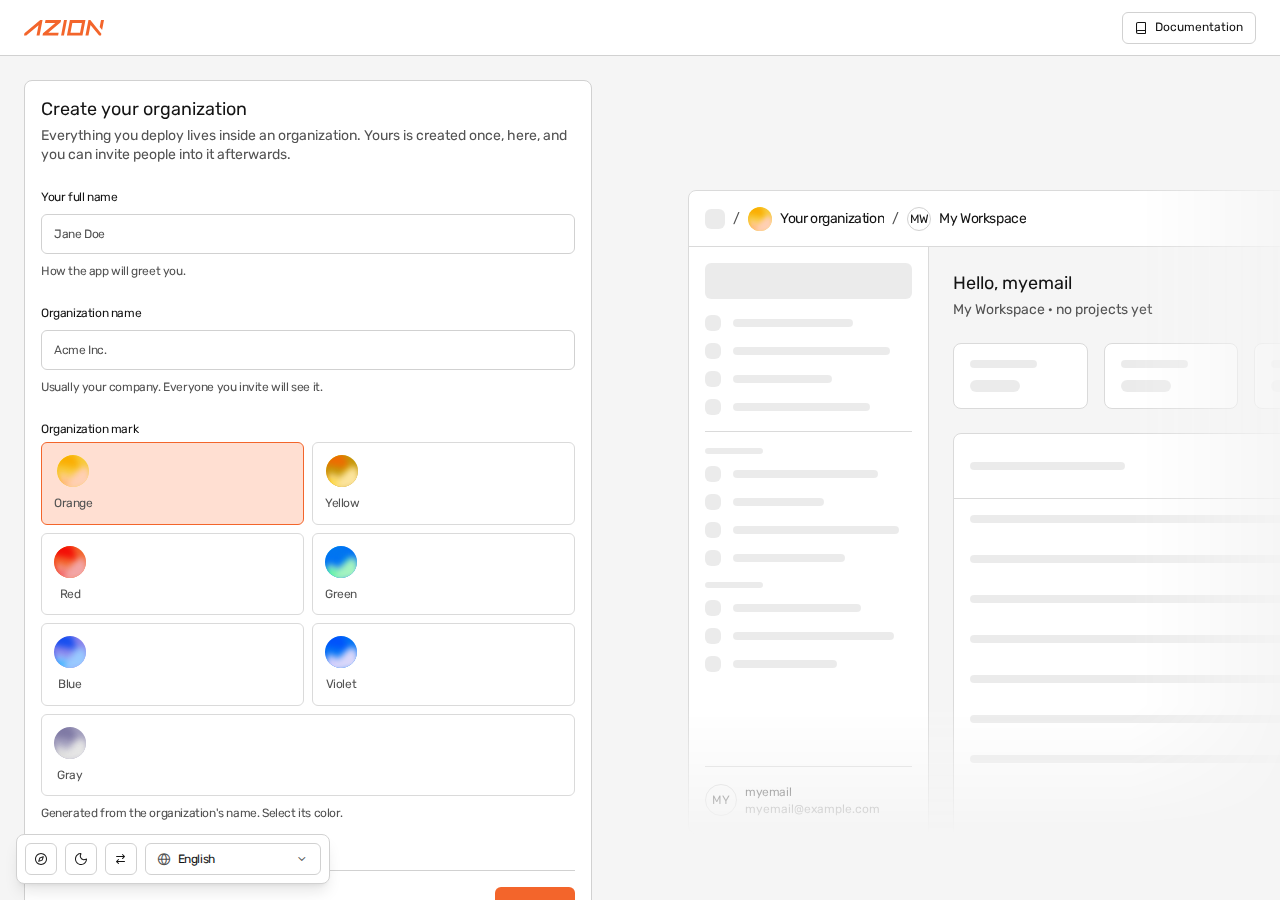 AZION
Documentation
Create your organization
Everything you deploy lives inside an organization. Yours is created once, here, and
you can invite people into it afterwards.
Your full name
Jane Doe
How the app will greet you.
Organization name
Acme Inc.
Usually your company. Everyone you invite will see it.
Organization mark
Orange
Yellow
Red
Green
Blue
Violet
Gray
Generated from the organization's name. Select its color.
English
/ Your organization / MW My Workspace
Hello, myemail
My Workspace • no projects yet
MY
myemail
myemail@example.com